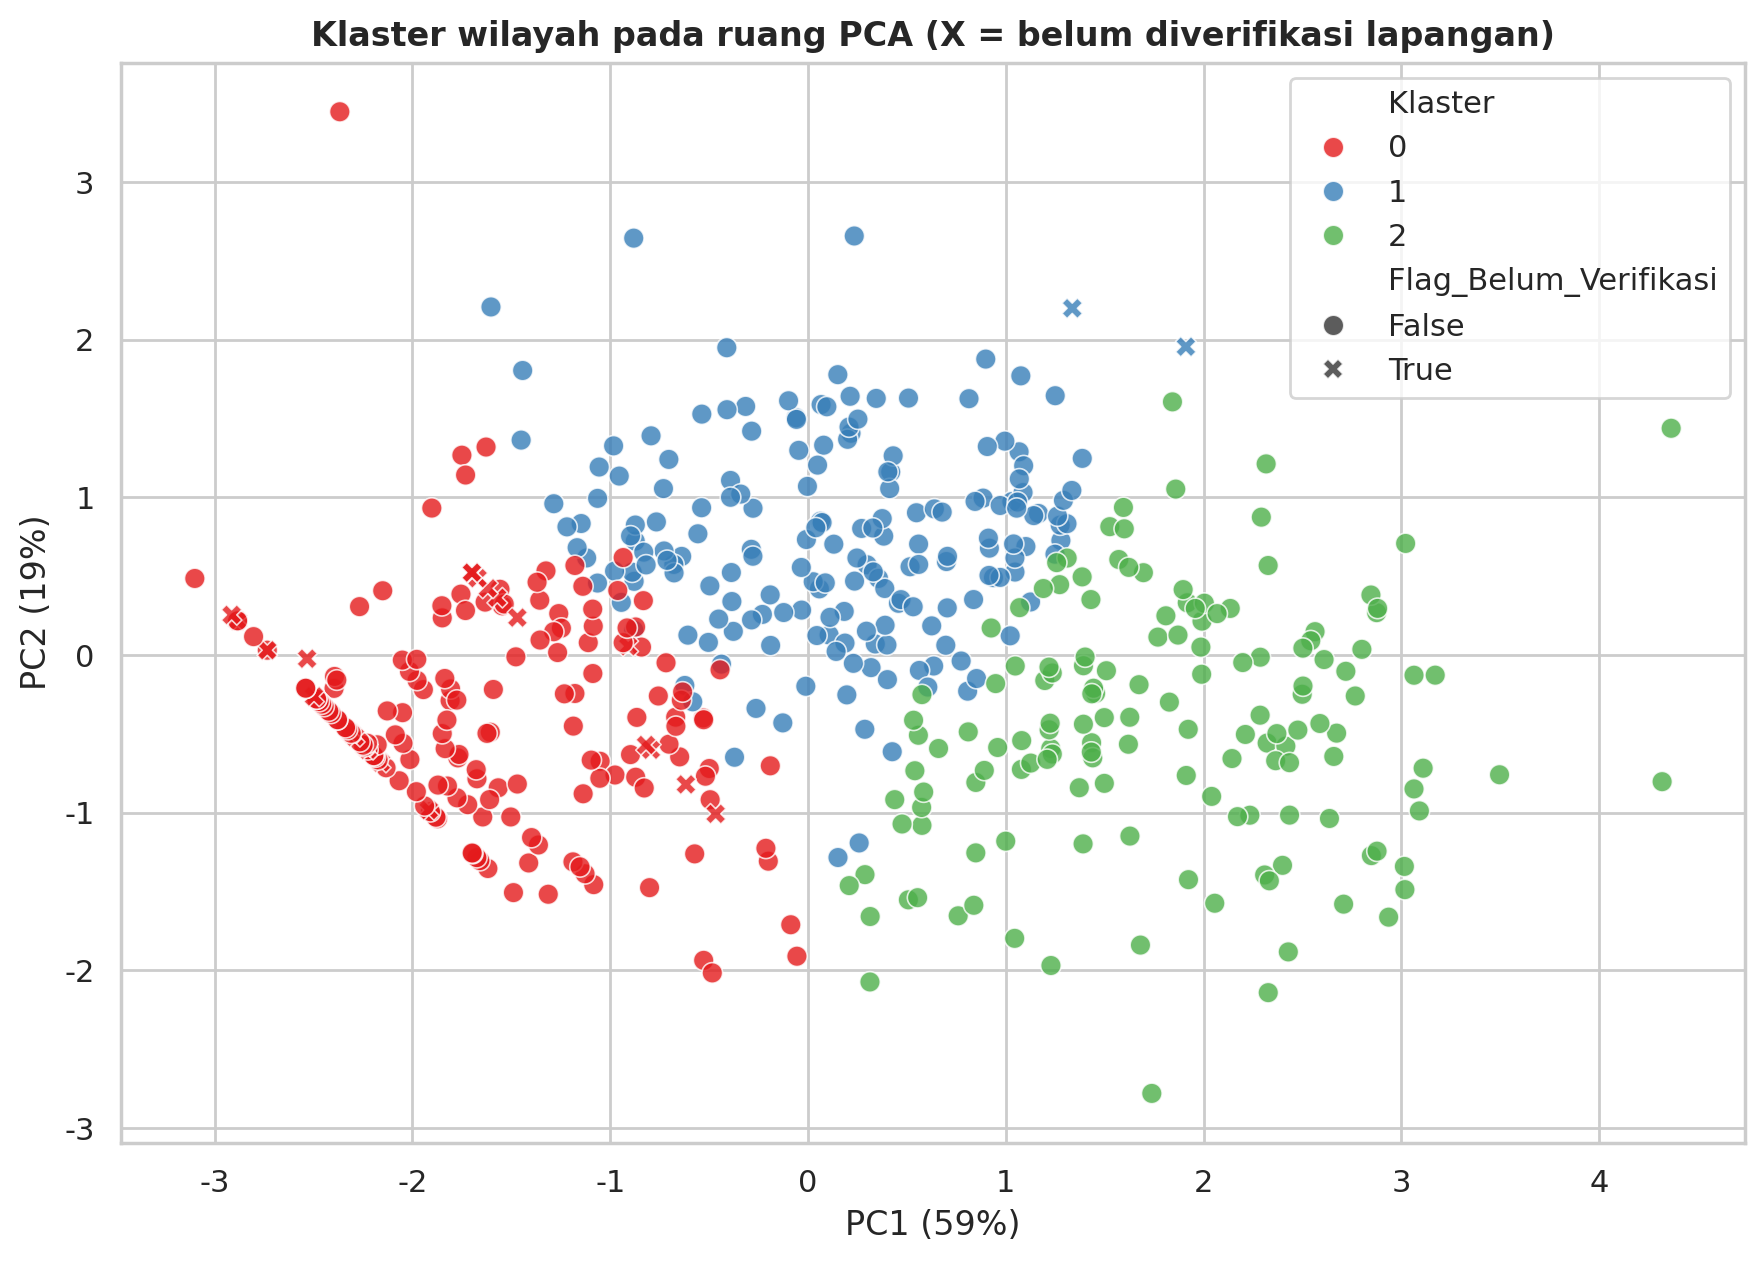 Klaster wilayah pada ruang PCA (X = belum diverifikasi lapangan)
Klaster
0
1
2
Flag_Belum_Verifikasi
False
True
3
2
1
0
-1
-2
-3
PC2 (19%)
-3
-2
-1
0
1
2
3
4
PC1 (59%)